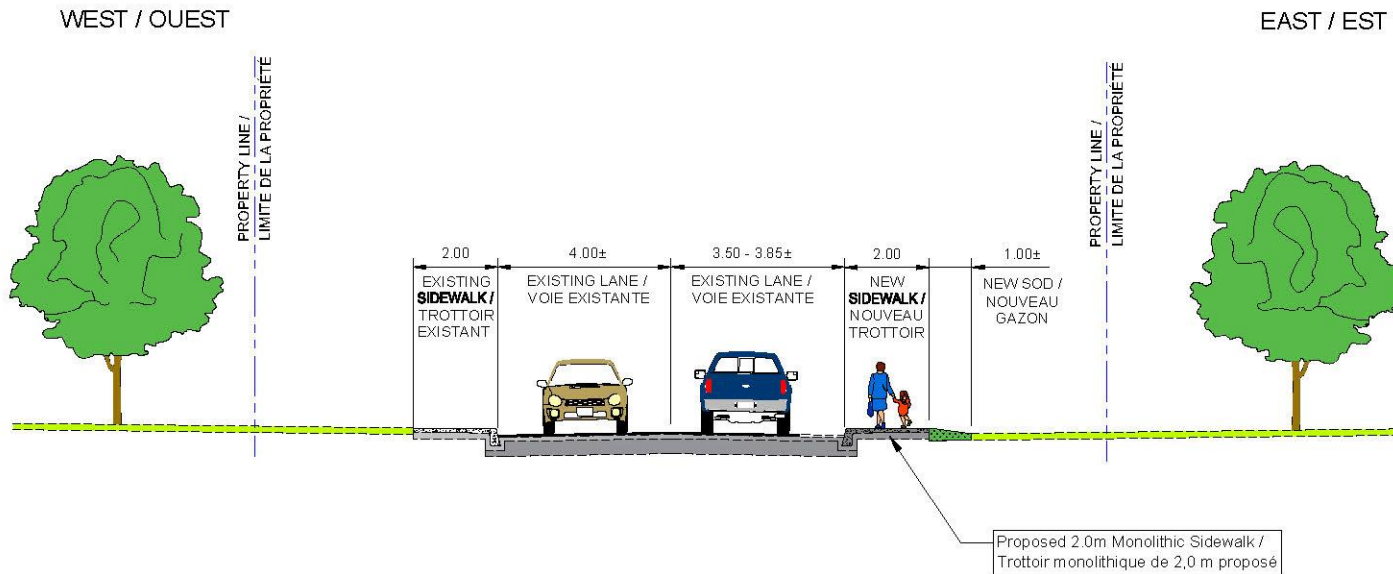 WEST / OUEST
EAST / EST
PROPERTY LINE /
LIMITE DE LA PROPRIÉTÉ
PROPERTY LINE /
LIMITE DE LA PROPRIÉTÉ
2.00
4.00±
3.50 - 3.85±
2.00
1.00±
EXISTING
SIDEWALK /
TROTTOIR
EXISTANT
EXISTING LANE /
VOIE EXISTANTE
EXISTING LANE /
VOIE EXISTANTE
NEW
SIDEWALK /
NOUVEAU
TROTTOIR
NEW SOD /
NOUVEAU
GAZON
Proposed 2.0m Monolithic Sidewalk /
Trottoir monolithique de 2,0 m proposé